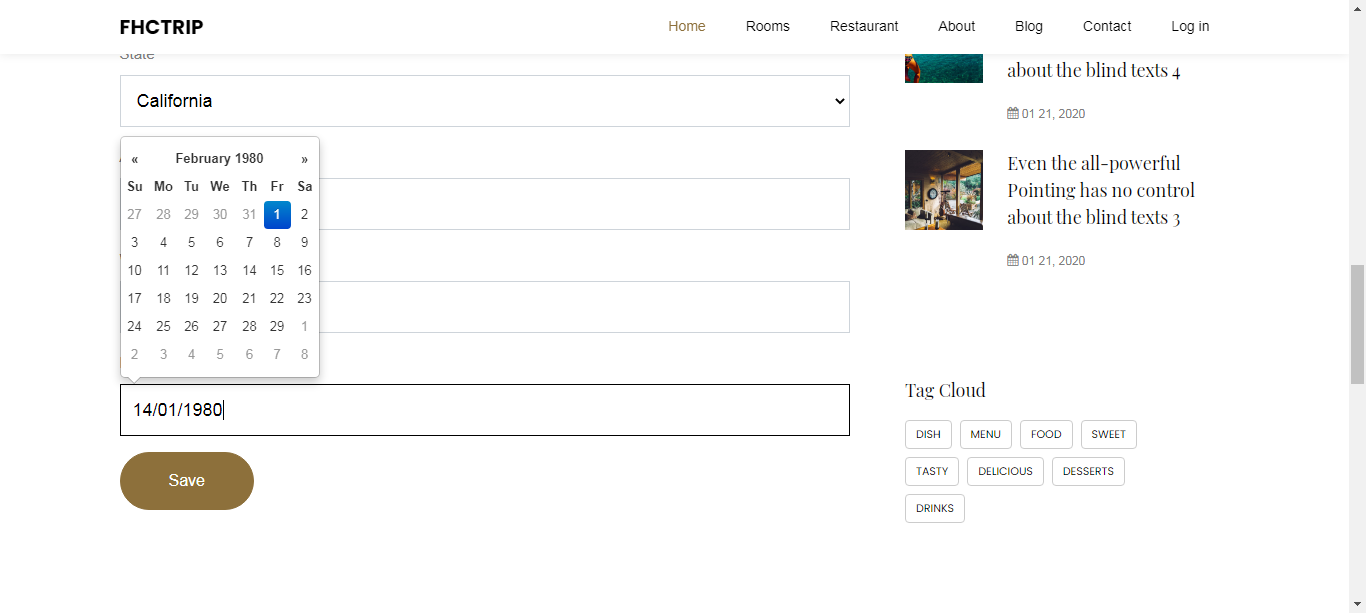 FHCTRIP
Home
Rooms
Restaurant
About
Blog
Contact
Log in
State
California
«
February 1980
»
Su Mo Tu We Th Fr Sa
27 28 29 30 31 1 2
3 4 5 6 7 8 9
10 11 12 13 14 15 16
17 18 19 20 21 22 23
24 25 26 27 28 29 1
2 3 4 5 6 7 8
14/01/1980
Save
about the blind texts 4
01 21, 2020
Even the all-powerful
Pointing has no control
about the blind texts 3
01 21, 2020
Tag Cloud
DISH
MENU
FOOD
SWEET
TASTY
DELICIOUS
DESSERTS
DRINKS